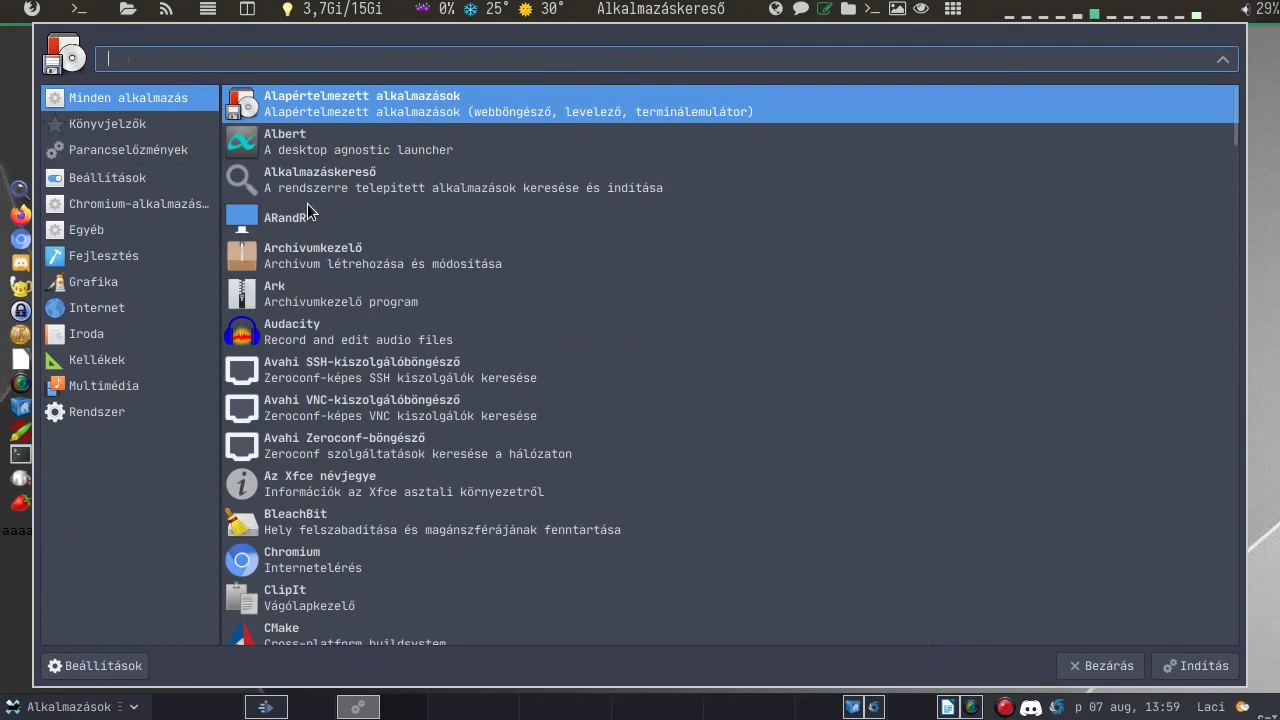 3,7Gi/15Gi 0% 25° 30° Alkalmazáskereső 29%
Minden alkalmazás
Könyvjelzők
Parancselőzmények
Beállítások
Chromium-alkalmazás…
Egyéb
Fejlesztés
Grafika
Internet
Iroda
Kellékek
Multimédia
Rendszer
Alapértelmezett alkalmazások
Alapértelmezett alkalmazások (webböngésző, levelező, terminálemulátor)
Albert
A desktop agnostic launcher
Alkalmazáskereső
A rendszerre telepített alkalmazások keresése és indítása
ARandR
Archívumkezelő
Archívum létrehozása és módosítása
Ark
Archívumkezelő program
Audacity
Record and edit audio files
Avahi SSH-kiszolgálóböngésző
Zeroconf-képes SSH kiszolgálók keresése
Avahi VNC-kiszolgálóböngésző
Zeroconf-képes VNC kiszolgálók keresése
Avahi Zeroconf-böngésző
Zeroconf szolgáltatások keresése a hálózaton
Az Xfce névjegye
Információk az Xfce asztali környezetről
BleachBit
Hely felszabadítása és magánszférájának fenntartása
Chromium
Internetelérés
ClipIt
Vágólapkezelő
CMake
Cross-platform buildsystem
aaaa
Beállítások
Bezárás
Indítás
Alkalmazások
p 07 aug, 13:59 Laci